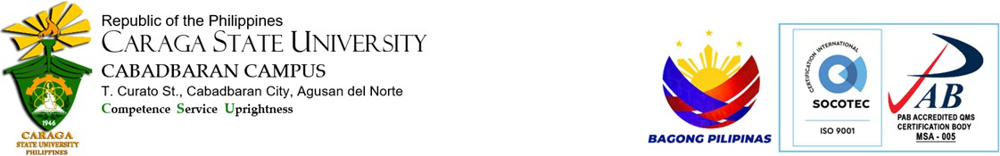 Republic of the Philippines
CARAGA STATE UNIVERSITY
CABADBARAN CAMPUS
T. Curato St., Cabadbaran City, Agusan del Norte
Competence Service Uprightness
1946
CARAGA
STATE UNIVERSITY
PHILIPPINES
BAGONG PILIPINAS
CERTIFICATION INTERNATIONAL
SOCOTEC
ISO 9001
PAB
PAB ACCREDITED QMS
CERTIFICATION BODY
MSA - 005